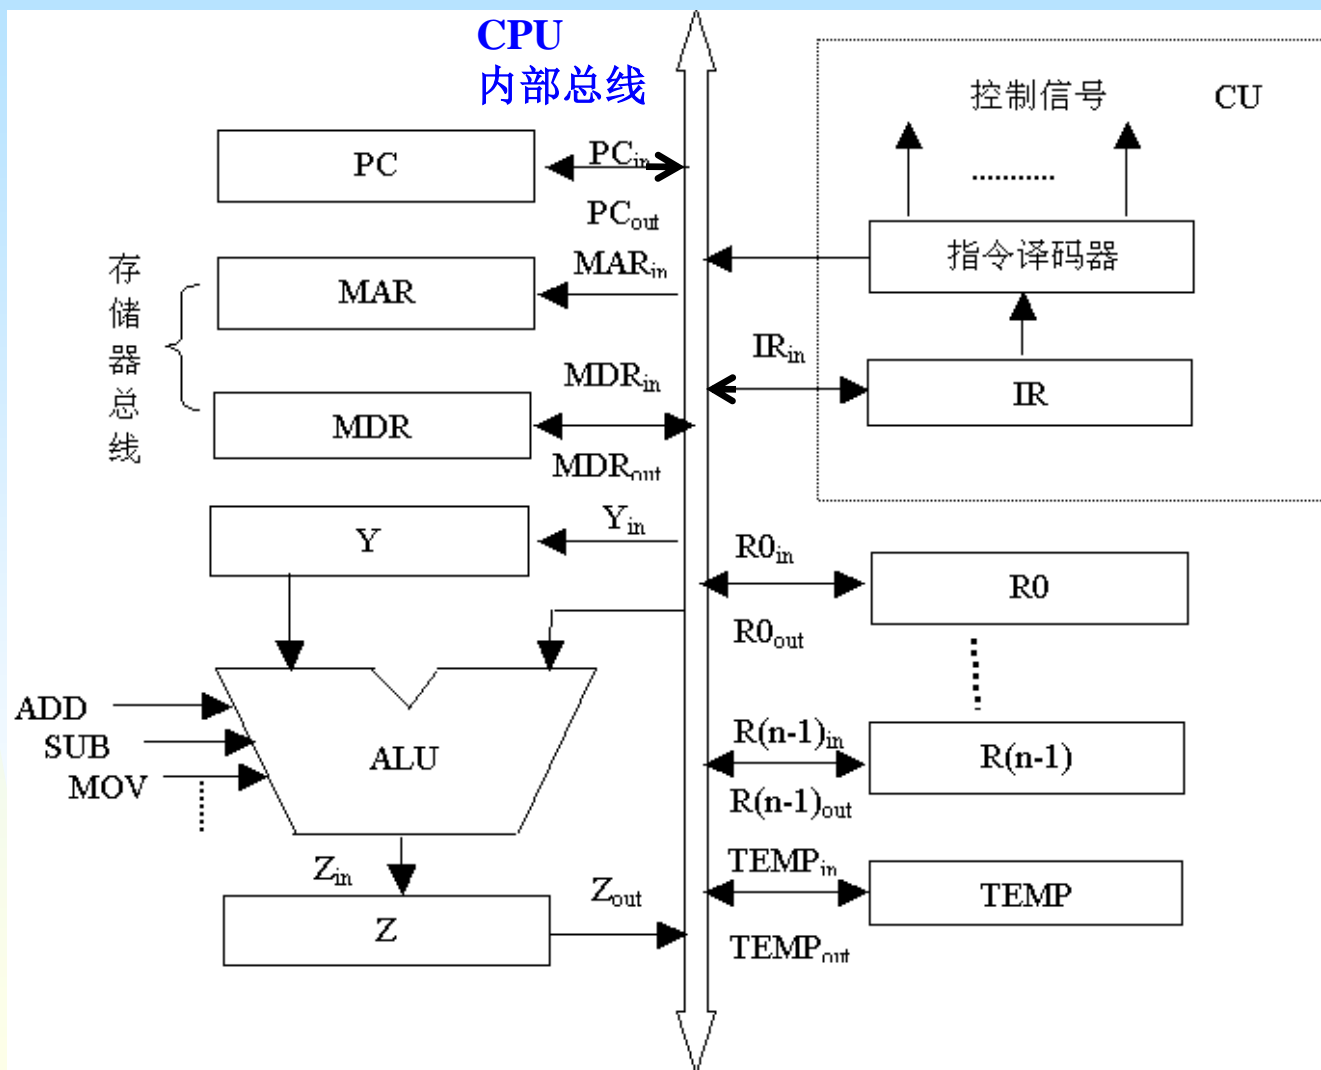 CPU
内部总线
控制信号 CU
PC
PCin
PCout
指令译码器
存储器总线
MAR
MARin
IRin
IR
MDR
MDRin
MDRout
Y
Yin
R0in
R0
R0out
ADD
SUB
MOV
ALU
R(n-1)in
R(n-1)
R(n-1)out
Zin
Z
Zout
TEMPin
TEMP
TEMPout